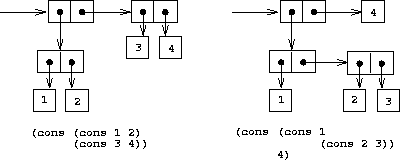 4
3 4
1 2
1
2 3
(cons (cons 1 2)
(cons 3 4))
(cons (cons 1
(cons 2 3))
4)